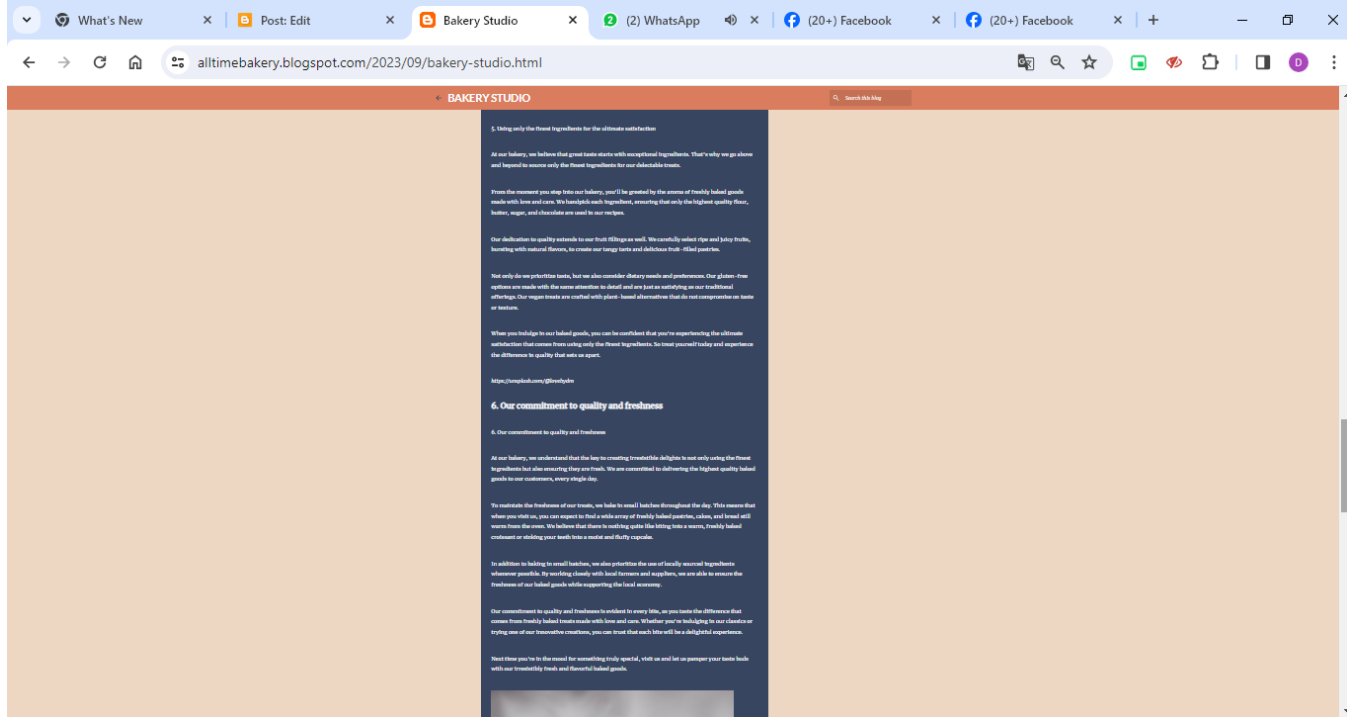 What's New
Post: Edit
Bakery Studio
2 (2) WhatsApp
(20+) Facebook
(20+) Facebook
alltimebakery.blogspot.com/2023/09/bakery-studio.html
D
BAKERY STUDIO
Search this blog
5. Using only the finest ingredients for the ultimate satisfaction
At our bakery, we believe that great taste starts with exceptional ingredients. That's why we go above
and beyond to source only the finest ingredients for our delectable treats.
From the moment you step into our bakery, you'll be greeted by the aroma of freshly baked goods
made with love and care. We handpick each ingredient, ensuring that only the highest quality flour,
butter, sugar, and chocolate are used in our recipes.
Our dedication to quality extends to our fruit fillings as well. We carefully select ripe and juicy fruits,
bursting with natural flavors, to create our tangy tarts and delicious fruit-filled pastries.
Not only do we prioritize taste, but we also consider dietary needs and preferences. Our gluten-free
options are made with the same attention to detail and are just as satisfying as our traditional
offerings. Our vegan treats are crafted with plant-based alternatives that do not compromise on taste
or texture.
When you indulge in our baked goods, you can be confident that you're experiencing the ultimate
satisfaction that comes from using only the finest ingredients. So treat yourself today and experience
the difference in quality that sets us apart.
6. Our commitment to quality and freshness
6. Our commitment to quality and freshness
At our bakery, we understand that the key to creating irresistible delights is not only using the finest
ingredients but also ensuring they are fresh. We are committed to delivering the highest quality baked
goods to our customers, every single day.
To maintain the freshness of our treats, we bake in small batches throughout the day. This means that
when you visit us, you can expect to find a wide array of freshly baked pastries, cakes, and bread still
warm from the oven. We believe that there is nothing quite like biting into a warm, freshly baked
croissant or sinking your teeth into a moist and fluffy cupcake.
In addition to baking in small batches, we also prioritize the use of locally sourced ingredients
whenever possible. By working closely with local farmers and suppliers, we are able to ensure the
freshness of our baked goods while supporting the local economy.
Our commitment to quality and freshness is evident in every bite, as you taste the difference that
comes from freshly baked treats made with love and care. Whether you're indulging in our classics or
trying one of our innovative creations, you can trust that each bite will be a delightful experience.
Next time you're in the mood for something truly special, visit us and let us pamper your taste buds
with our irresistibly fresh and flavorful baked goods.